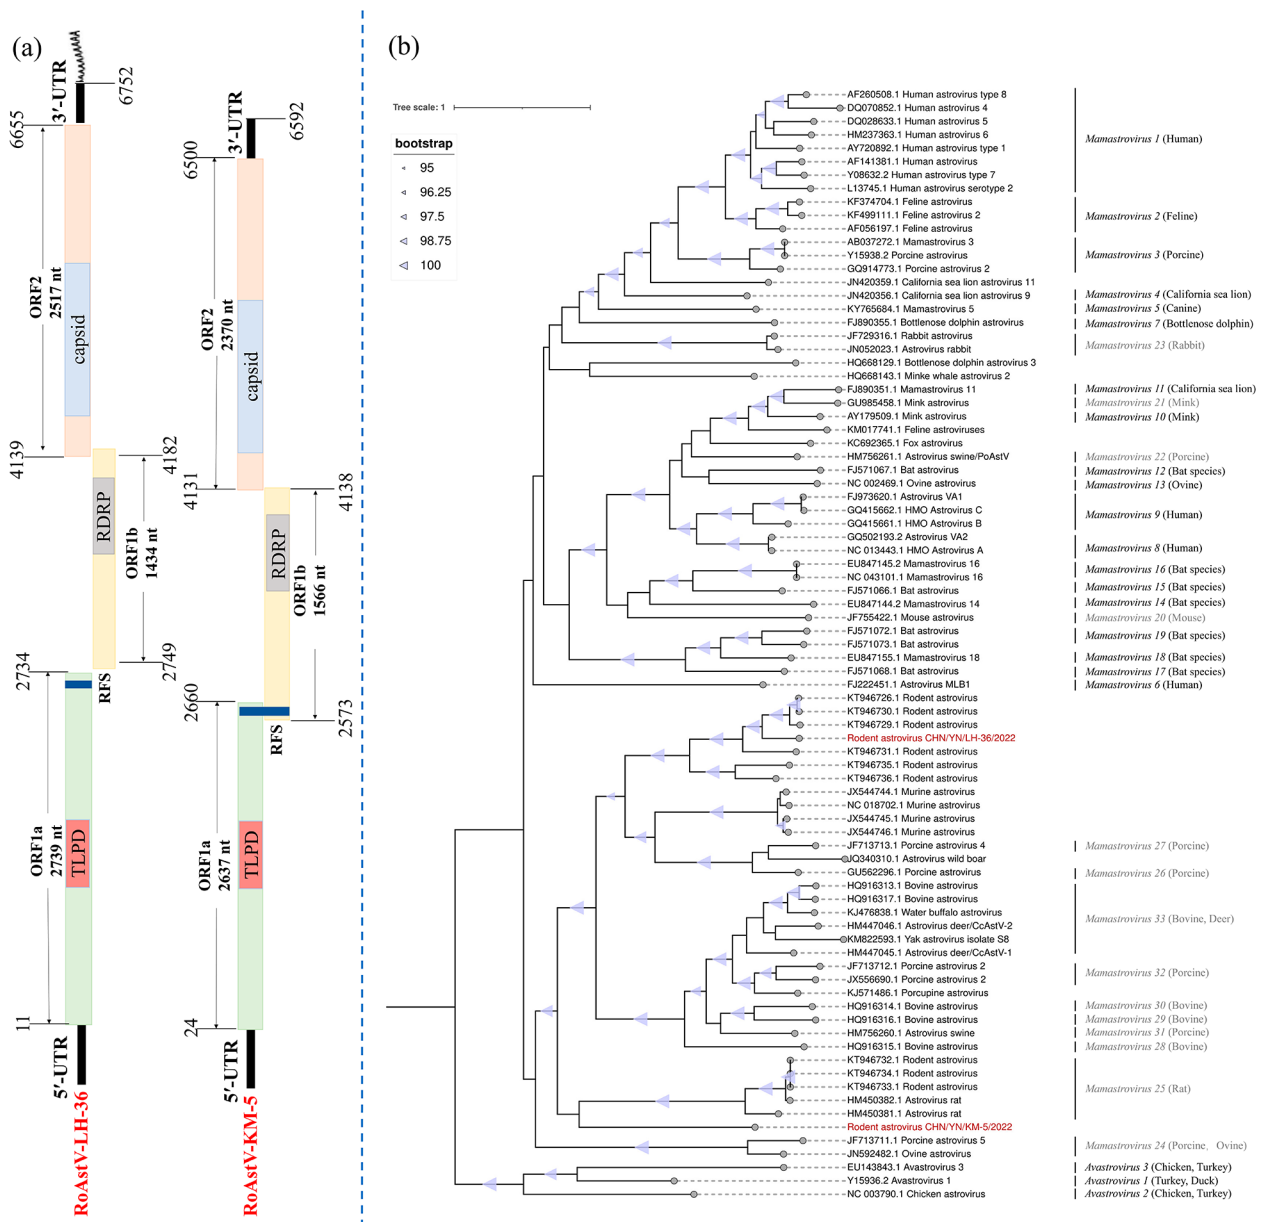 (a)
3′-UTR
6752
6655
ORF2
2517 nt
capsid
4139
4182
RDRP
ORF1b
1434 nt
2749
2734
RFS
ORF1a
2739 nt
TLPD
11
5′-UTR
RoAstV-LH-36
3′-UTR
6592
6500
ORF2
2370 nt
capsid
4131
4138
RDRP
ORF1b
1566 nt
2573
2660
RFS
ORF1a
2637 nt
TLPD
24
5′-UTR
RoAstV-KM-5
(b)
Tree scale: 1
bootstrap
95
96.25
97.5
98.75
100
AF260508.1 Human astrovirus type 8
DQ070852.1 Human astrovirus 4
DQ028633.1 Human astrovirus 5
HM237363.1 Human astrovirus 6
AY720892.1 Human astrovirus type 1
AF141381.1 Human astrovirus
Y08632.2 Human astrovirus type 7
L13745.1 Human astrovirus serotype 2
KF374704.1 Feline astrovirus
KF499111.1 Feline astrovirus 2
AF056197.1 Feline astrovirus
AB037272.1 Mamastrovirus 3
Y15938.2 Porcine astrovirus
GQ914773.1 Porcine astrovirus 2
JN420359.1 California sea lion astrovirus 11
JN420356.1 California sea lion astrovirus 9
KY765684.1 Mamastrovirus 5
FJ890355.1 Bottlenose dolphin astrovirus
JF729316.1 Rabbit astrovirus
JN052023.1 Astrovirus rabbit
HQ668129.1 Bottlenose dolphin astrovirus 3
HQ668143.1 Minke whale astrovirus 2
FJ890351.1 Mamastrovirus 11
GU985458.1 Mink astrovirus
AY179509.1 Mink astrovirus
KM017741.1 Feline astroviruses
KC692365.1 Fox astrovirus
HM756261.1 Astrovirus swine/PoAstV
FJ571067.1 Bat astrovirus
NC 002469.1 Ovine astrovirus
FJ973620.1 Astrovirus VA1
GQ415662.1 HMO Astrovirus C
GQ415661.1 HMO Astrovirus B
GQ502193.2 Astrovirus VA2
NC 013443.1 HMO Astrovirus A
EU847145.2 Mamastrovirus 16
NC 043101.1 Mamastrovirus 16
FJ571066.1 Bat astrovirus
EU847144.2 Mamastrovirus 14
JF755422.1 Mouse astrovirus
FJ571072.1 Bat astrovirus
FJ571073.1 Bat astrovirus
EU847155.1 Mamastrovirus 18
FJ571068.1 Bat astrovirus
FJ222451.1 Astrovirus MLB1
KT946726.1 Rodent astrovirus
KT946730.1 Rodent astrovirus
KT946729.1 Rodent astrovirus
Rodent astrovirus CHN/YN/LH-36/2022
KT946731.1 Rodent astrovirus
KT946735.1 Rodent astrovirus
KT946736.1 Rodent astrovirus
JX544744.1 Murine astrovirus
NC 018702.1 Murine astrovirus
JX544745.1 Murine astrovirus
JX544746.1 Murine astrovirus
JF713713.1 Porcine astrovirus 4
JQ340310.1 Astrovirus wild boar
GU562296.1 Porcine astrovirus
HQ916313.1 Bovine astrovirus
HQ916317.1 Bovine astrovirus
KJ476838.1 Water buffalo astrovirus
HM447046.1 Astrovirus deer/CcAstV-2
KM822593.1 Yak astrovirus isolate S8
HM447045.1 Astrovirus deer/CcAstV-1
JF713712.1 Porcine astrovirus 2
JX556690.1 Porcine astrovirus 2
KJ571486.1 Porcupine astrovirus
HQ916314.1 Bovine astrovirus
HQ916316.1 Bovine astrovirus
HM756260.1 Astrovirus swine
HQ916315.1 Bovine astrovirus
KT946732.1 Rodent astrovirus
KT946734.1 Rodent astrovirus
KT946733.1 Rodent astrovirus
HM450382.1 Astrovirus rat
HM450381.1 Astrovirus rat
Rodent astrovirus CHN/YN/KM-5/2022
JF713711.1 Porcine astrovirus 5
JN592482.1 Ovine astrovirus
EU143843.1 Avastrovirus 3
Y15936.2 Avastrovirus 1
NC 003790.1 Chicken astrovirus
Mamastrovirus 1 (Human)
Mamastrovirus 2 (Feline)
Mamastrovirus 3 (Porcine)
Mamastrovirus 4 (California sea lion)
Mamastrovirus 5 (Canine)
Mamastrovirus 7 (Bottlenose dolphin)
Mamastrovirus 23 (Rabbit)
Mamastrovirus 11 (California sea lion)
Mamastrovirus 21 (Mink)
Mamastrovirus 10 (Mink)
Mamastrovirus 22 (Porcine)
Mamastrovirus 12 (Bat species)
Mamastrovirus 13 (Ovine)
Mamastrovirus 9 (Human)
Mamastrovirus 8 (Human)
Mamastrovirus 16 (Bat species)
Mamastrovirus 15 (Bat species)
Mamastrovirus 14 (Bat species)
Mamastrovirus 20 (Mouse)
Mamastrovirus 19 (Bat species)
Mamastrovirus 18 (Bat species)
Mamastrovirus 17 (Bat species)
Mamastrovirus 6 (Human)
Mamastrovirus 27 (Porcine)
Mamastrovirus 26 (Porcine)
Mamastrovirus 33 (Bovine, Deer)
Mamastrovirus 32 (Porcine)
Mamastrovirus 30 (Bovine)
Mamastrovirus 29 (Bovine)
Mamastrovirus 31 (Porcine)
Mamastrovirus 28 (Bovine)
Mamastrovirus 25 (Rat)
Mamastrovirus 24 (Porcine、Ovine)
Avastrovirus 3 (Chicken, Turkey)
Avastrovirus 1 (Turkey, Duck)
Avastrovirus 2 (Chicken, Turkey)